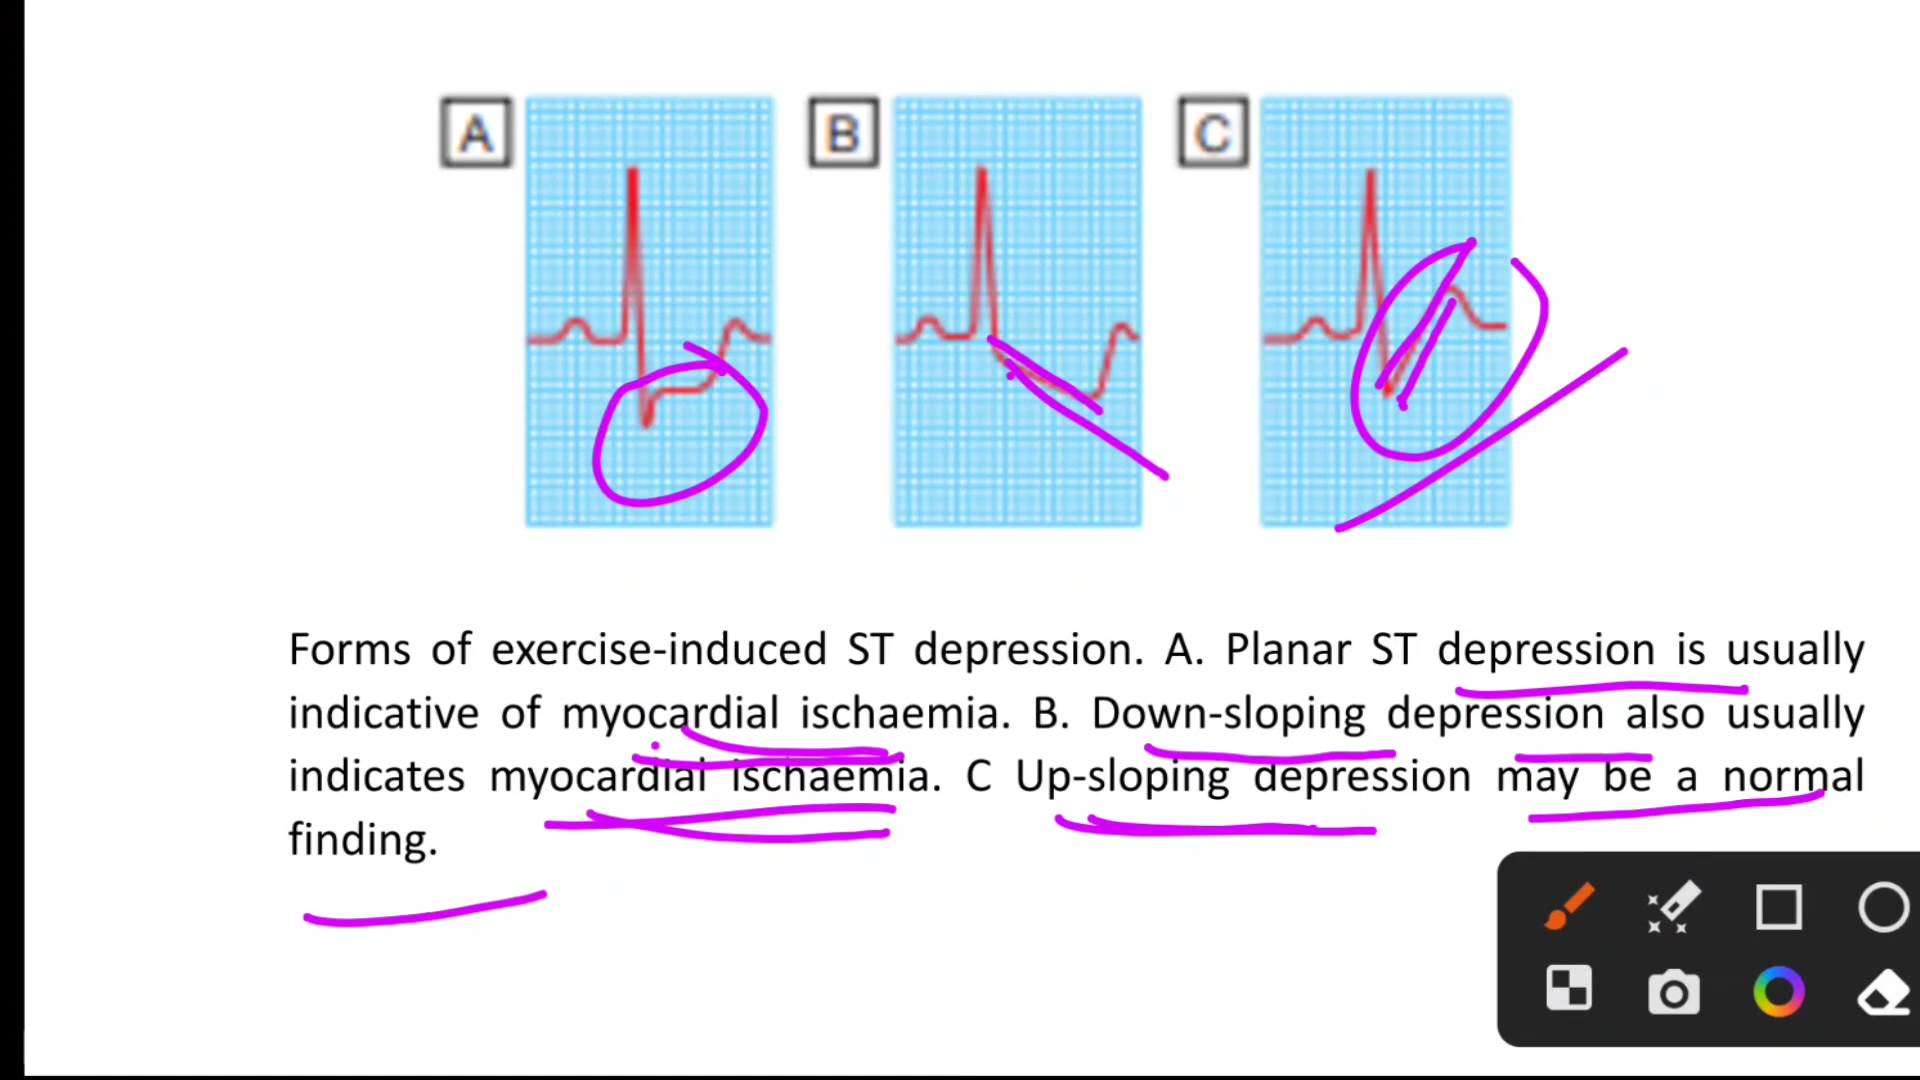 A B C
Forms of exercise-induced ST depression. A. Planar ST depression is usually
indicative of myocardial ischaemia. B. Down-sloping depression also usually
indicates myocardial ischaemia. C Up-sloping depression may be a normal
finding.